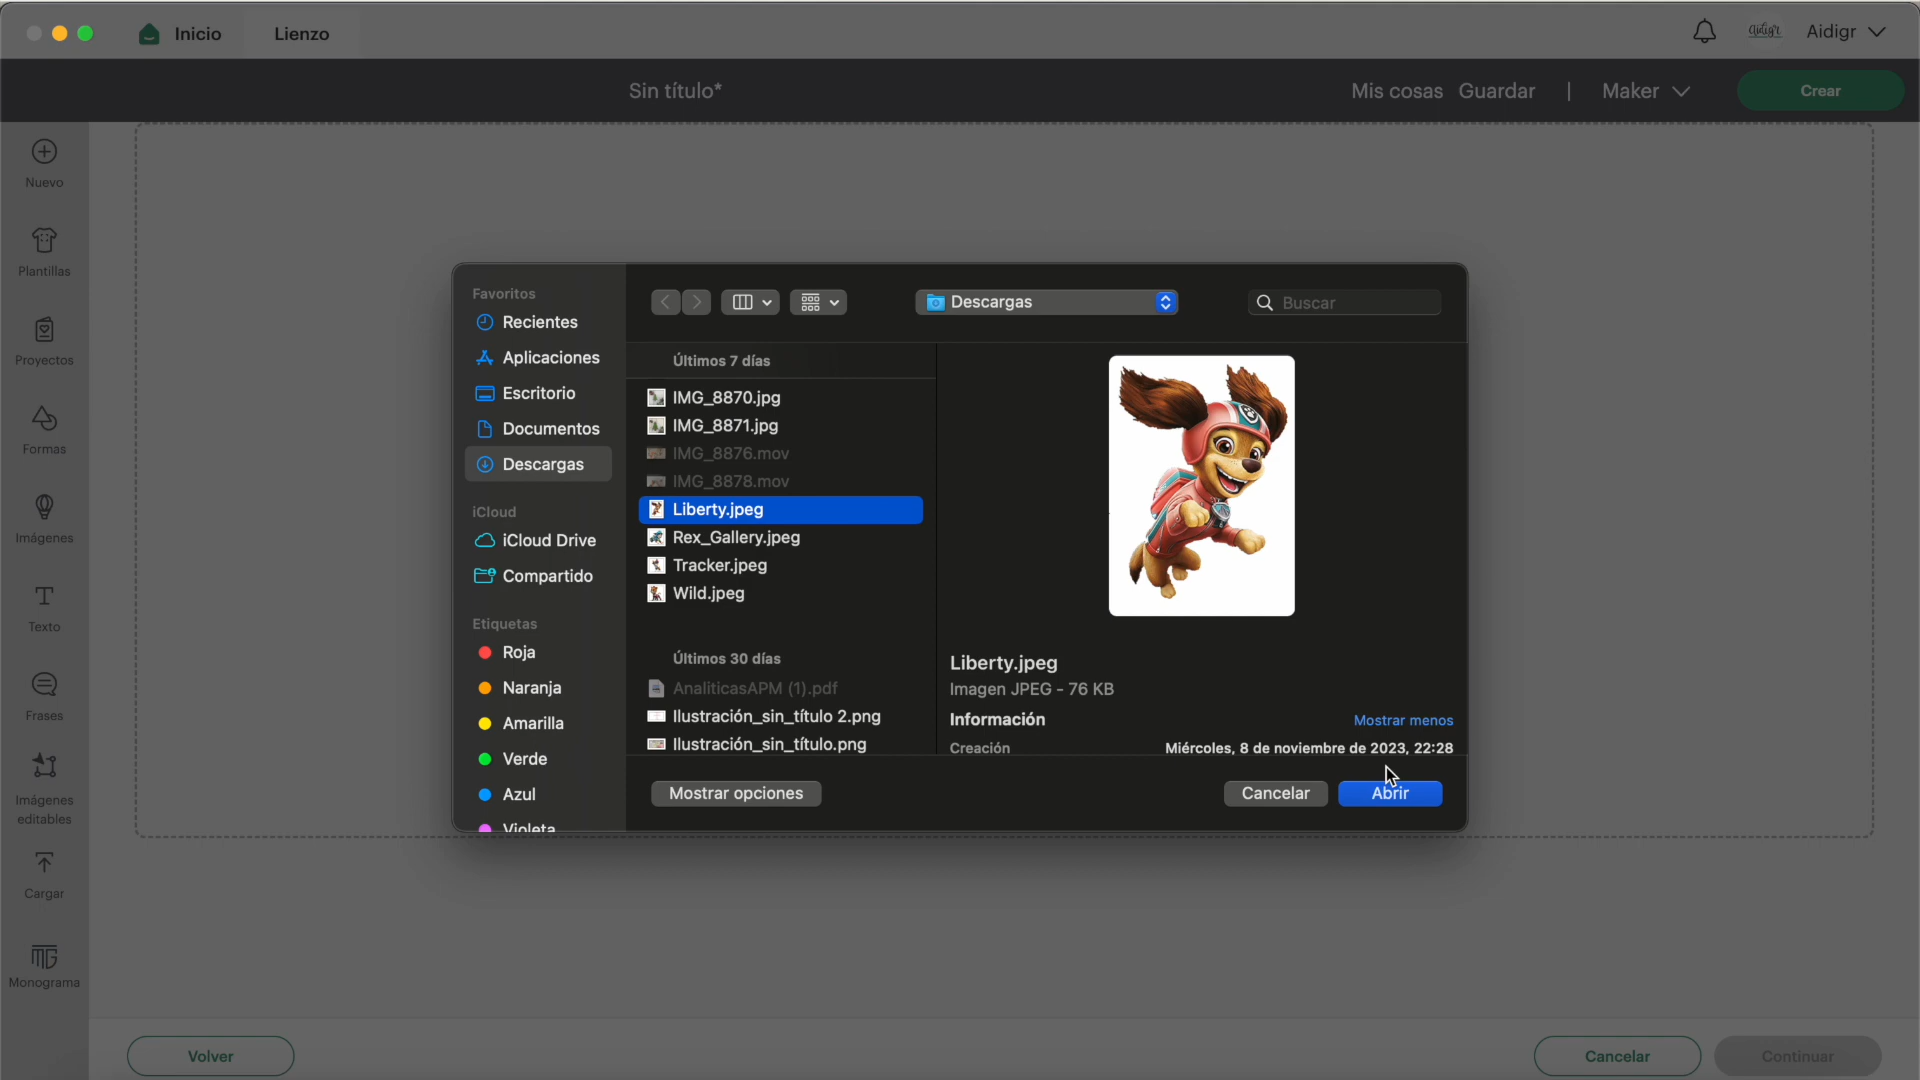 Inicio
Lienzo
Aidigr
Aidigr
Sin título*
Mis cosas
Guardar
|
Maker
Crear
Nuevo
Plantillas
Proyectos
Formas
Imágenes
Texto
Frases
Imágenes
editables
Cargar
Monograma
Favoritos
Recientes
Aplicaciones
Escritorio
Documentos
Descargas
iCloud
iCloud Drive
Compartido
Etiquetas
Roja
Naranja
Amarilla
Verde
Azul
Violeta
Descargas
Buscar
Últimos 7 días
IMG_8870.jpg
IMG_8871.jpg
IMG_8876.mov
IMG_8878.mov
Liberty.jpeg
Rex_Gallery.jpeg
Tracker.jpeg
Wild.jpeg
Últimos 30 días
AnaliticasAPM (1).pdf
Ilustración_sin_título 2.png
Ilustración_sin_título.png
Liberty.jpeg
Imagen JPEG - 76 KB
Información
Mostrar menos
Creación
Miércoles, 8 de noviembre de 2023, 22:28
Mostrar opciones
Cancelar
Abrir
Volver
Cancelar
Continuar